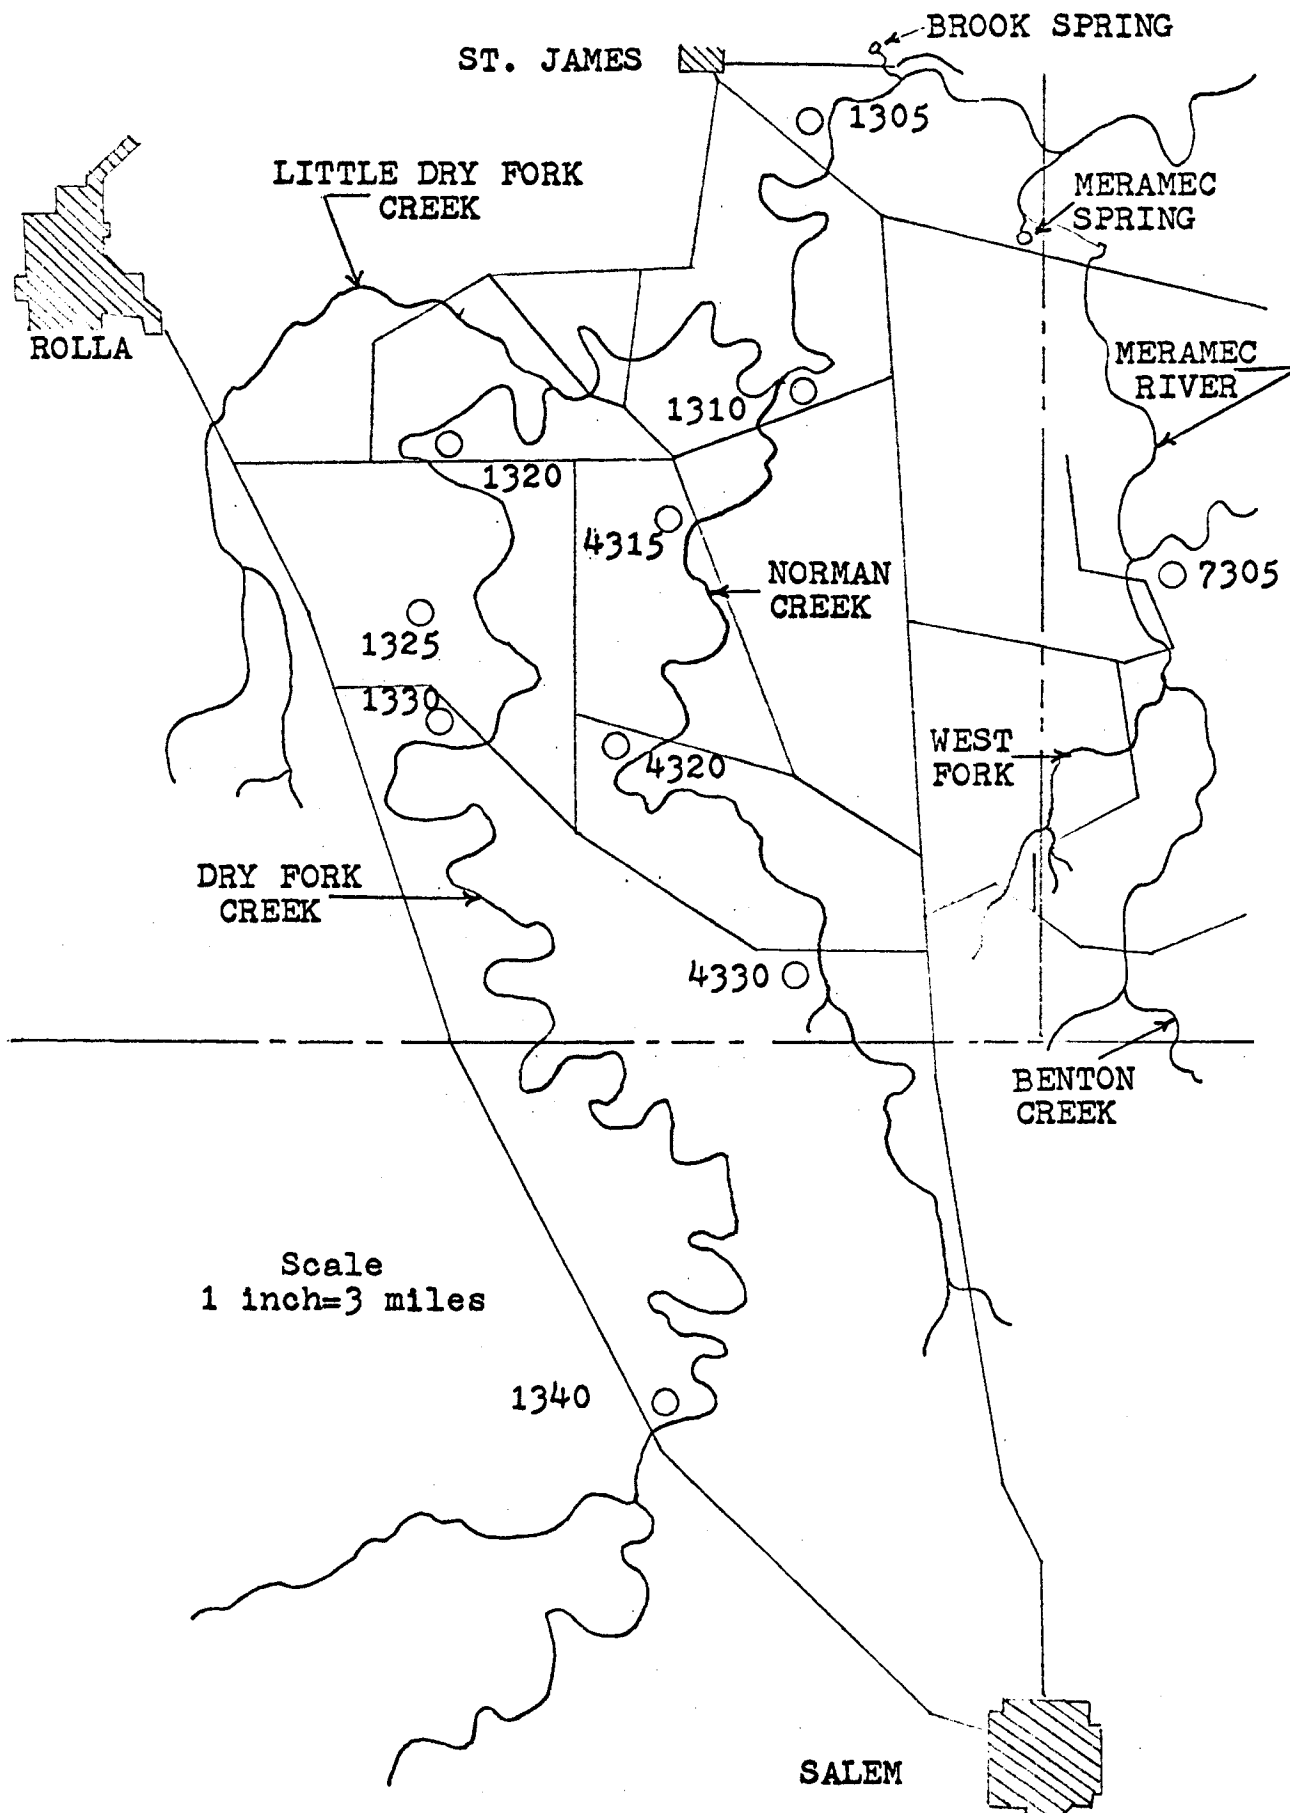 BROOK SPRING
ST. JAMES
1305
LITTLE DRY FORK
CREEK
MERAMEC
SPRING
ROLLA
MERAMEC
RIVER
1310
1320
4315
NORMAN
CREEK
7305
1325
1330
WEST
FORK
4320
DRY FORK
CREEK
4330
BENTON
CREEK
Scale
1 inch=3 miles
1340
SALEM